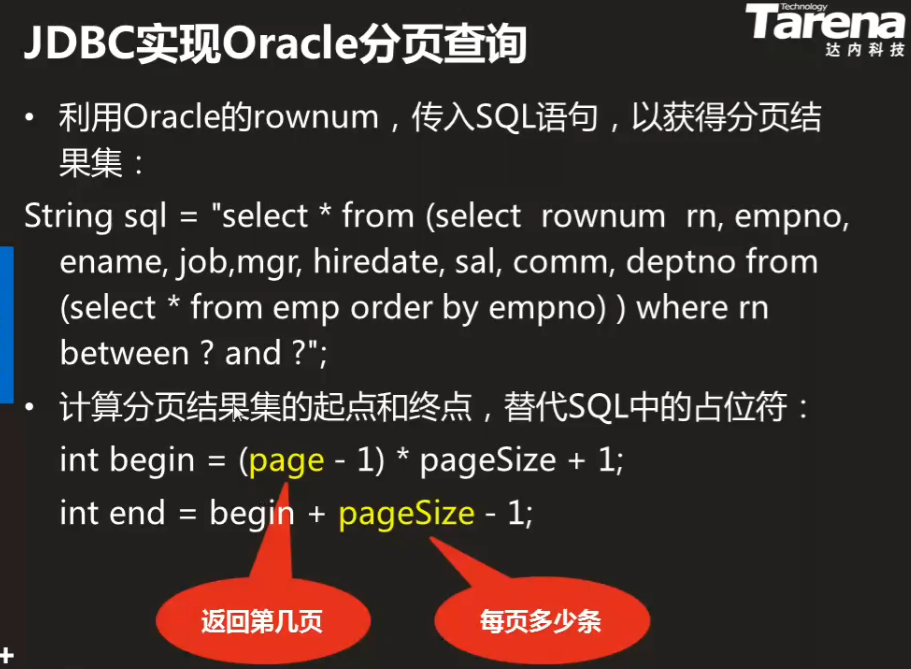 Technology
Tarena
达内科技
JDBC实现Oracle分页查询
• 利用Oracle的rownum，传入SQL语句，以获得分页结
果集：
String sql = "select * from (select rownum rn, empno,
ename, job,mgr, hiredate, sal, comm, deptno from
(select * from emp order by empno) ) where rn
between ? and ?";
• 计算分页结果集的起点和终点，替代SQL中的占位符：
int begin = (page - 1) * pageSize + 1;
int end = begin + pageSize - 1;
返回第几页
每页多少条